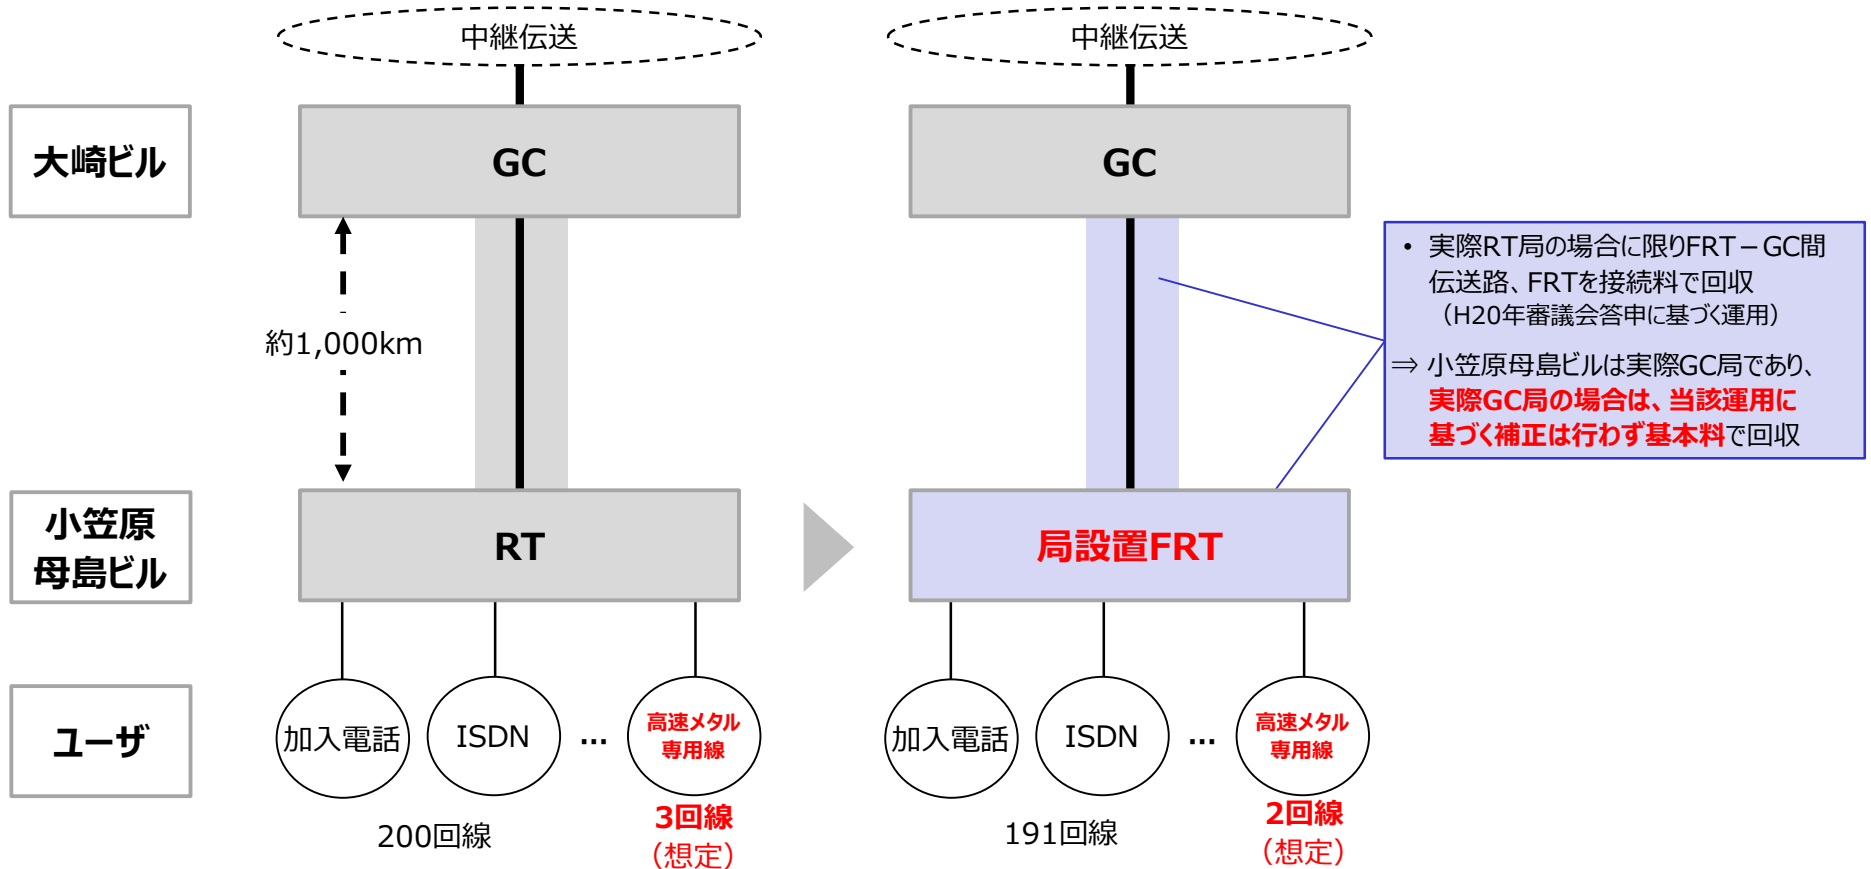 中継伝送
中継伝送
大崎ビル
GC
GC
約1,000km
• 実際RT局の場合に限りFRT－GC間
伝送路、FRTを接続料で回収
（H20年審議会答申に基づく運用）
⇒ 小笠原母島ビルは実際GC局であり、
実際GC局の場合は、当該運用に
基づく補正は行わず基本料で回収
小笠原
母島ビル
RT
局設置FRT
ユーザ
加入電話
ISDN
…
高速メタル
専用線
加入電話
ISDN
…
高速メタル
専用線
200回線
3回線
（想定）
191回線
2回線
（想定）